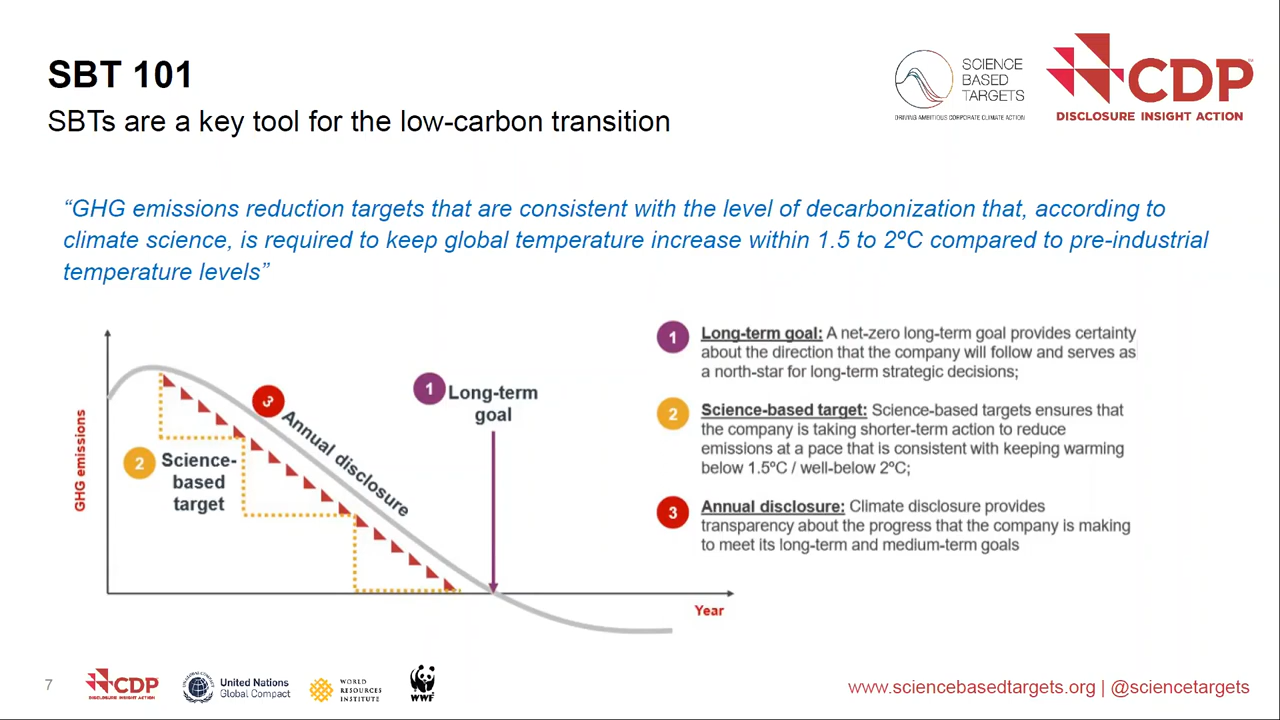 SBT 101
SBTs are a key tool for the low-carbon transition
SCIENCE
BASED
TARGETS
DRIVING AMBITIOUS CORPORATE CLIMATE ACTION
CDP
DISCLOSURE INSIGHT ACTION
“GHG emissions reduction targets that are consistent with the level of decarbonization that, according to
climate science, is required to keep global temperature increase within 1.5 to 2ºC compared to pre-industrial
temperature levels”
GHG emissions
2
Science-
based
target
3
Annual disclosure
1
Long-term
goal
Year
1
Long-term goal: A net-zero long-term goal provides certainty
about the direction that the company will follow and serves as
a north-star for long-term strategic decisions;
2
Science-based target: Science-based targets ensures that
the company is taking shorter-term action to reduce
emissions at a pace that is consistent with keeping warming
below 1.5ºC / well-below 2ºC;
3
Annual disclosure: Climate disclosure provides
transparency about the progress that the company is making
to meet its long-term and medium-term goals
7
CDP
DISCLOSURE INSIGHT ACTION
United Nations
Global Compact
WORLD
RESOURCES
INSTITUTE
WWF
www.sciencebasedtargets.org | @sciencetargets